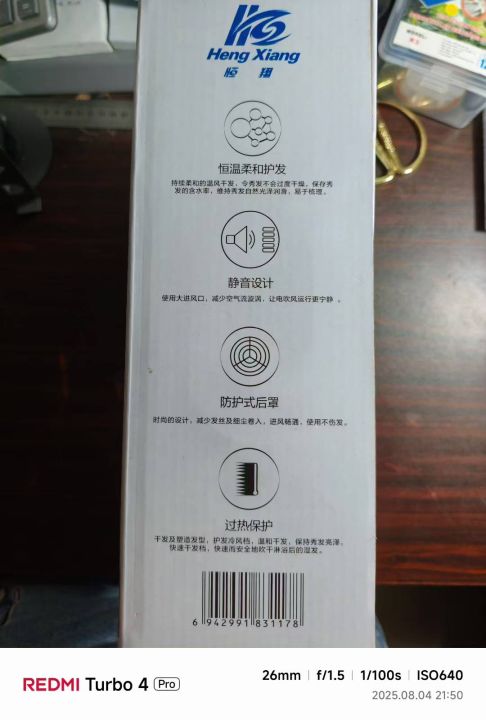 Heng Xiang
恒 翔
恒温柔和护发
持续柔和的温风干发，令秀发不会过度干燥，保存秀
发的含水率，维持秀发自然光泽润滑，易于梳理。
静音设计
使用大进风口，减少空气流漩涡，让电吹风运行更宁静 。
防护式后罩
时尚的设计，减少发丝及细尘卷入，进风畅通，使用不伤发。
过热保护
干发及塑造发型，护发冷风档，温和干发，保持秀发亮泽，
快速干发档，快速而安全地吹干淋浴后的湿发。
6 942991 831178
REDMI Turbo 4 Pro
26mm f/1.5 1/100s ISO640
2025.08.04 21:50